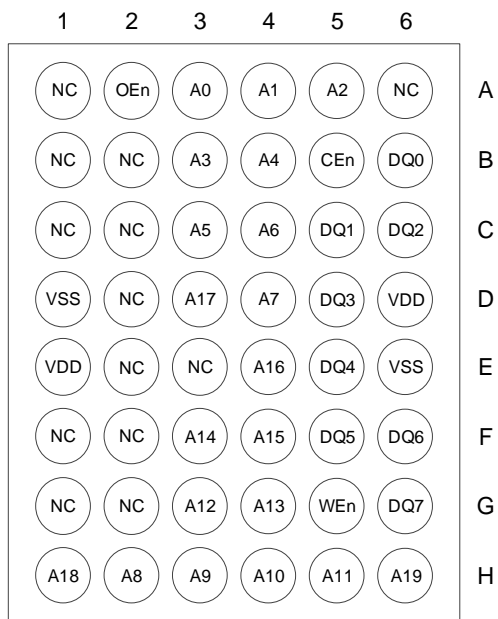 1 2 3 4 5 6
NC OEn A0 A1 A2 NC A
NC NC A3 A4 CEn DQ0 B
NC NC A5 A6 DQ1 DQ2 C
VSS NC A17 A7 DQ3 VDD D
VDD NC NC A16 DQ4 VSS E
NC NC A14 A15 DQ5 DQ6 F
NC NC A12 A13 WEn DQ7 G
A18 A8 A9 A10 A11 A19 H